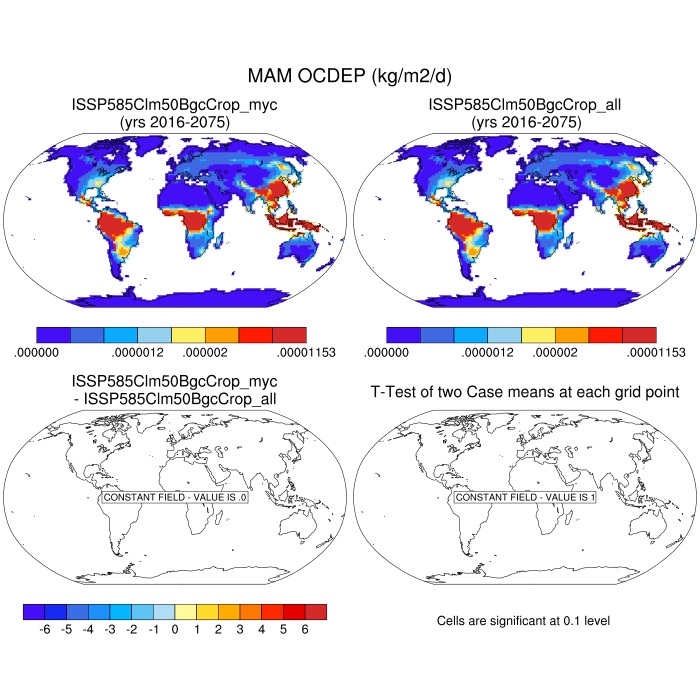 MAM OCDEP (kg/m2/d)
ISSP585Clm50BgcCrop_myc
(yrs 2016-2075)
ISSP585Clm50BgcCrop_all
(yrs 2016-2075)
.000000 .0000012 .000002 .00001153
.000000 .0000012 .000002 .00001153
ISSP585Clm50BgcCrop_myc
- ISSP585Clm50BgcCrop_all
T-Test of two Case means at each grid point
CONSTANT FIELD - VALUE IS .0
CONSTANT FIELD - VALUE IS 1
-6 -5 -4 -3 -2 -1 0 1 2 3 4 5 6
Cells are significant at 0.1 level